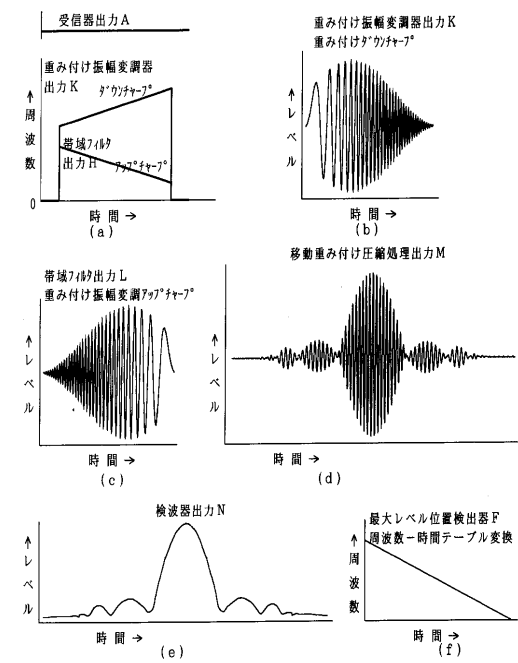 受信器出力A
重み付け振幅変調器
出力K
ﾀﾞｳﾝﾁｬｰﾌﾟ
帯域ﾌｨﾙﾀ
出力H
ｱｯﾌﾟﾁｬｰﾌﾟ
↑周波数
0
時間→
(a)
重み付け振幅変調器出力K
重み付けﾀﾞｳﾝﾁｬｰﾌﾟ
↑レベル
時間→
(b)
帯域ﾌｨﾙﾀ出力L
重み付け振幅変調ｱｯﾌﾟﾁｬｰﾌﾟ
↑レベル
時間→
(c)
移動重み付け圧縮処理出力M
↑レベル
時間→
(d)
検波器出力N
↑レベル
時間→
(e)
最大レベル位置検出器F
周波数ー時間テーブル変換
↑周波数
時間→
(f)